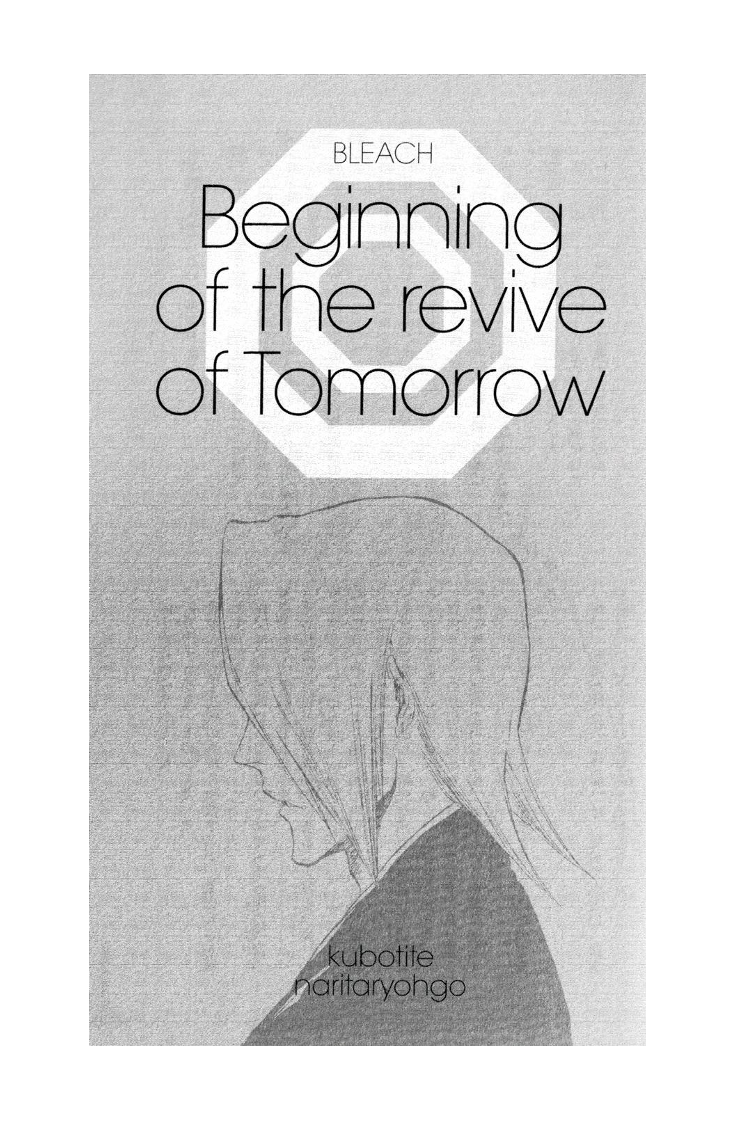 BLEACH
Beginning
of the revive
of Tomorrow
kubotite
naritaryohgo